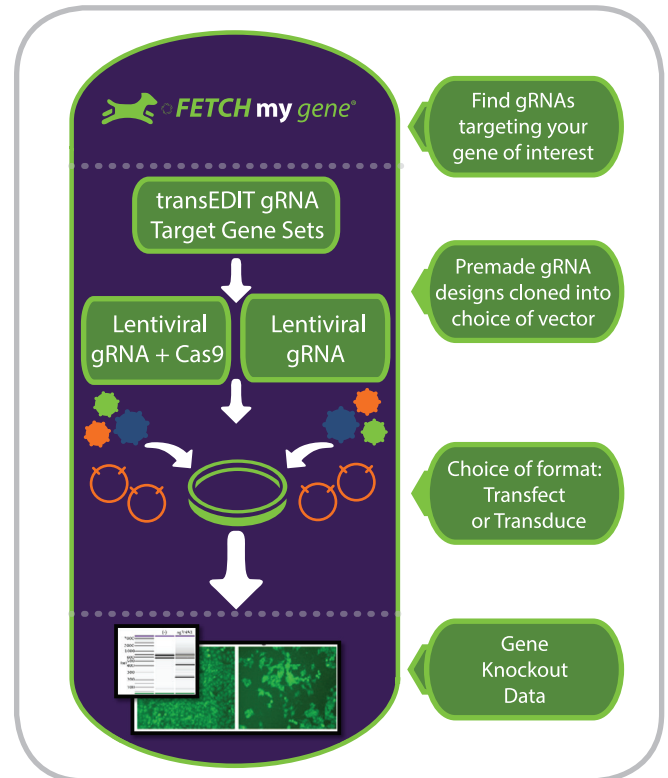 FETCH my gene®
Find gRNAs
targeting your
gene of interest
transEDIT gRNA
Target Gene Sets
Premade gRNA
designs cloned into
choice of vector
Lentiviral
gRNA + Cas9
Lentiviral
gRNA
Choice of format:
Transfect
or Transduce
Gene
Knockout
Data